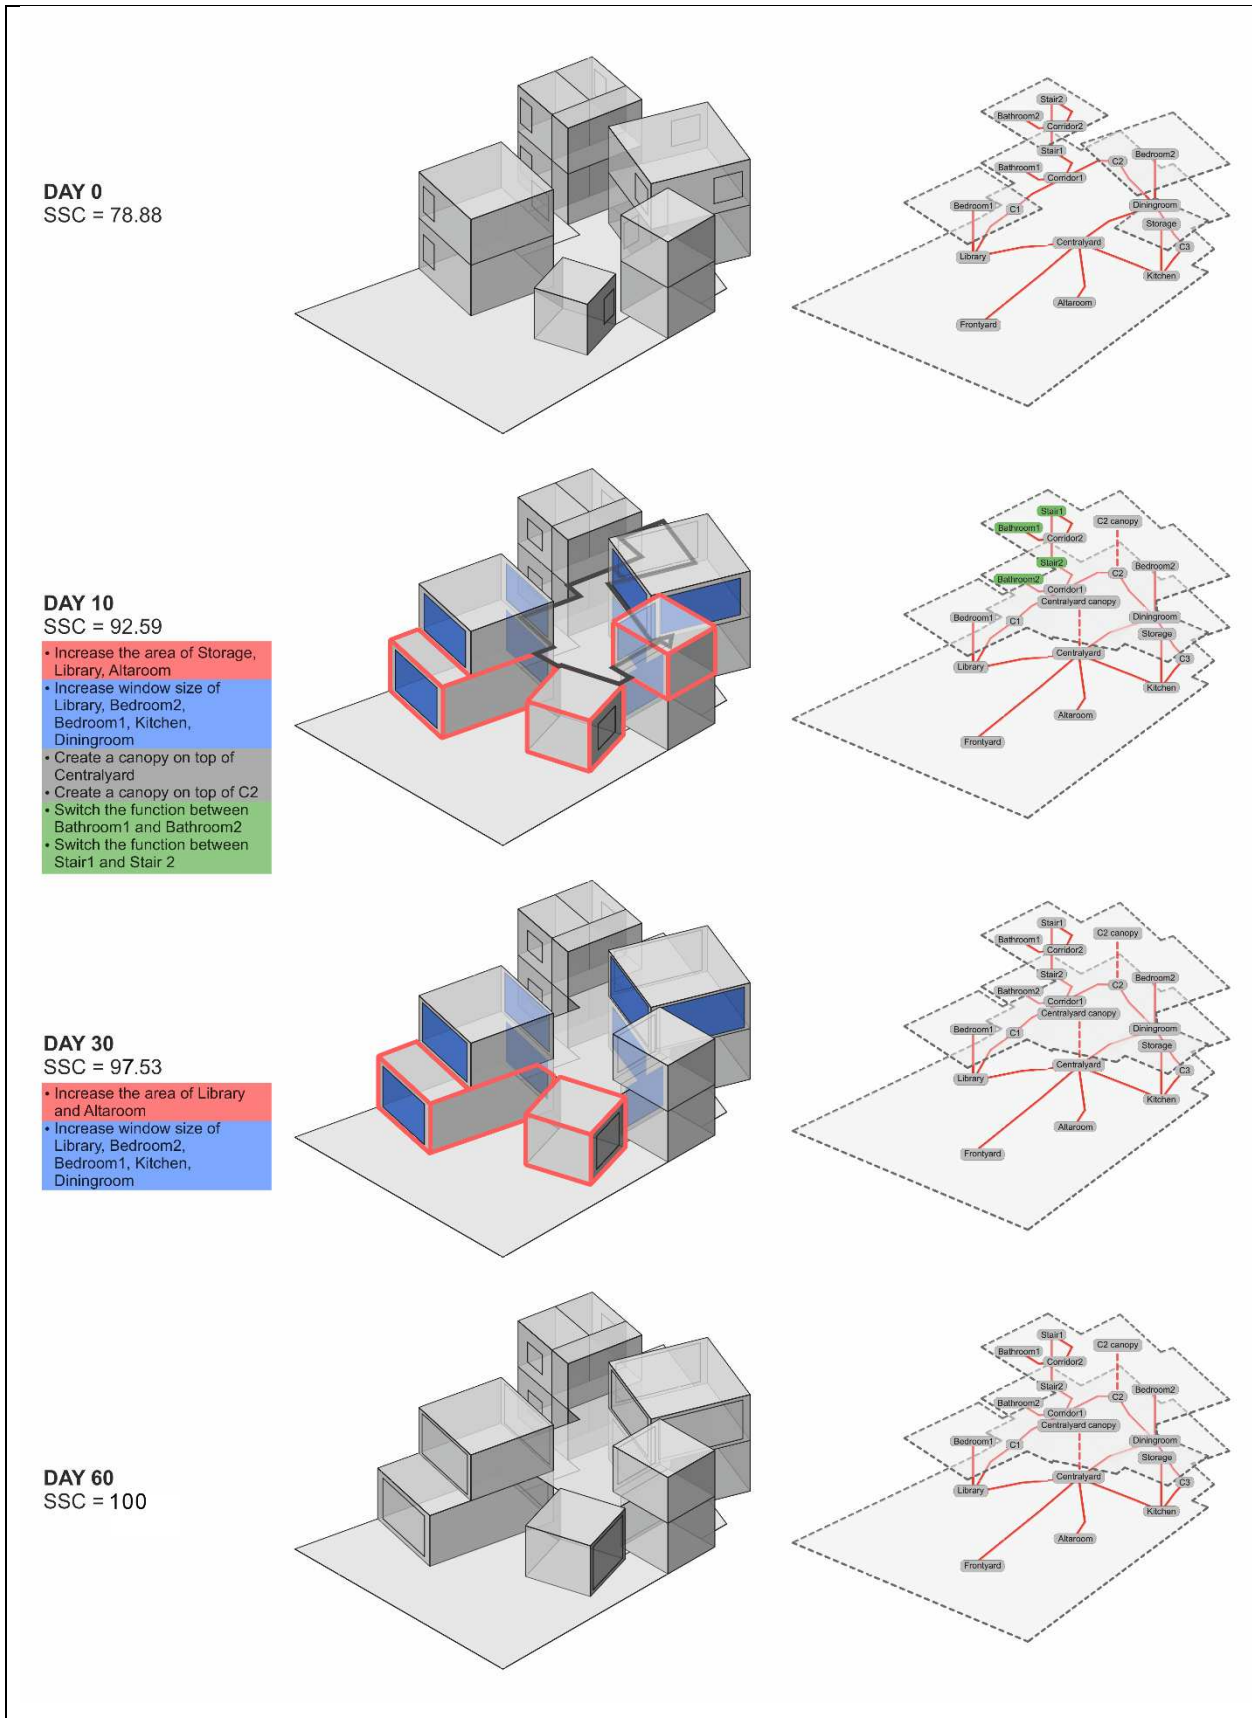 DAY 0
SSC = 78.88
Stair2
Bathroom2
Corridor2
Stair1
Bathroom1
C2
Bedroom2
Corridor1
Bedroom1
C1
Diningroom
Storage
Centralyard
C3
Library
Kitchen
Altaroom
Frontyard
DAY 10
SSC = 92.59
• Increase the area of Storage,
Library, Altaroom
• Increase window size of
Library, Bedroom2,
Bedroom1, Kitchen,
Diningroom
• Create a canopy on top of
Centralyard
• Create a canopy on top of C2
• Switch the function between
Bathroom1 and Bathroom2
• Switch the function between
Stair1 and Stair 2
Stair1
C2 canopy
Bathroom1
Corridor2
Stair2
Bedroom2
C2
Bathroom2
Corridor1
Centralyard canopy
Bedroom1
C1
Diningroom
Storage
Centralyard
C3
Library
Kitchen
Altaroom
Frontyard
DAY 30
SSC = 97.53
• Increase the area of Library
and Altaroom
• Increase window size of
Library, Bedroom2,
Bedroom1, Kitchen,
Diningroom
Stair1
C2 canopy
Bathroom1
Corridor2
Stair2
Bedroom2
C2
Bathroom2
Corridor1
Centralyard canopy
Bedroom1
C1
Diningroom
Storage
Centralyard
C3
Library
Kitchen
Altaroom
Frontyard
DAY 60
SSC = 100
Stair1
C2 canopy
Bathroom1
Corridor2
Stair2
Bedroom2
C2
Bathroom2
Corridor1
Centralyard canopy
Bedroom1
C1
Diningroom
Storage
Centralyard
C3
Library
Kitchen
Altaroom
Frontyard